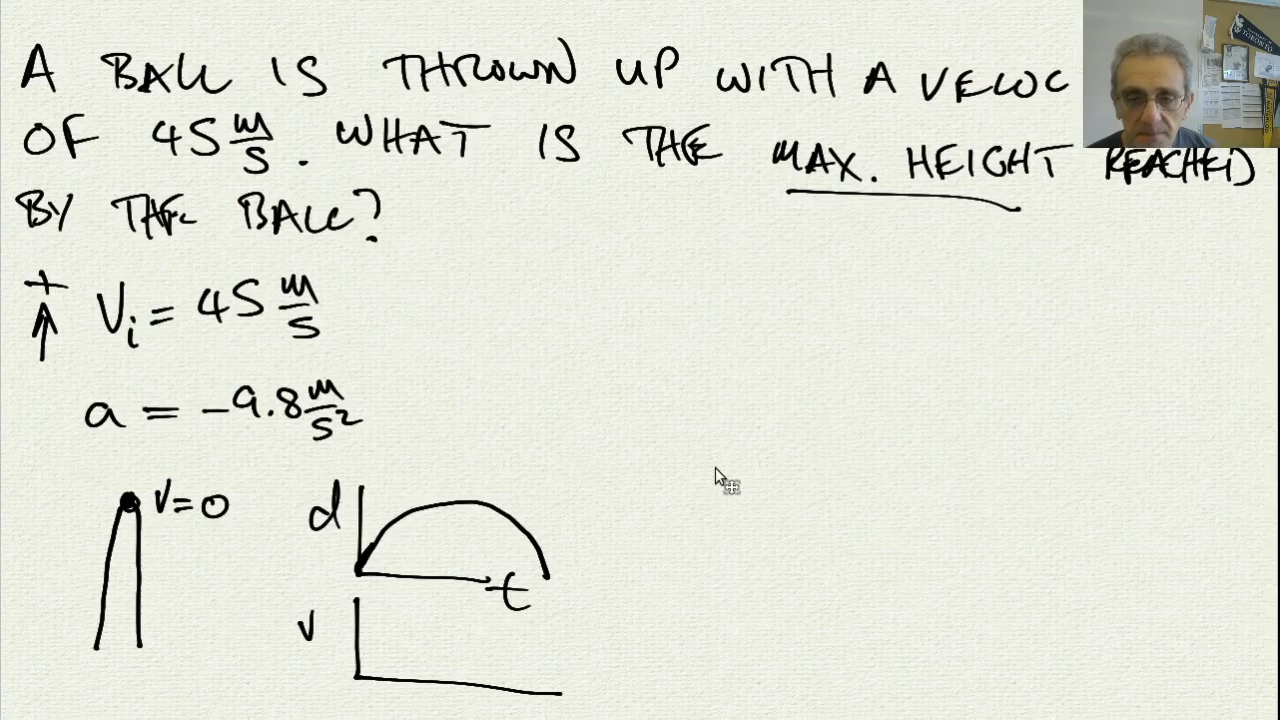 A BALL IS THROWN UP WITH A VELOC
OF 45 m/s. WHAT IS THE MAX. HEIGHT REACHED
BY THE BALL?
+ Vi = 45 m/s
a = -9.8 m/s²
V=0
d
t
v
TORONTO